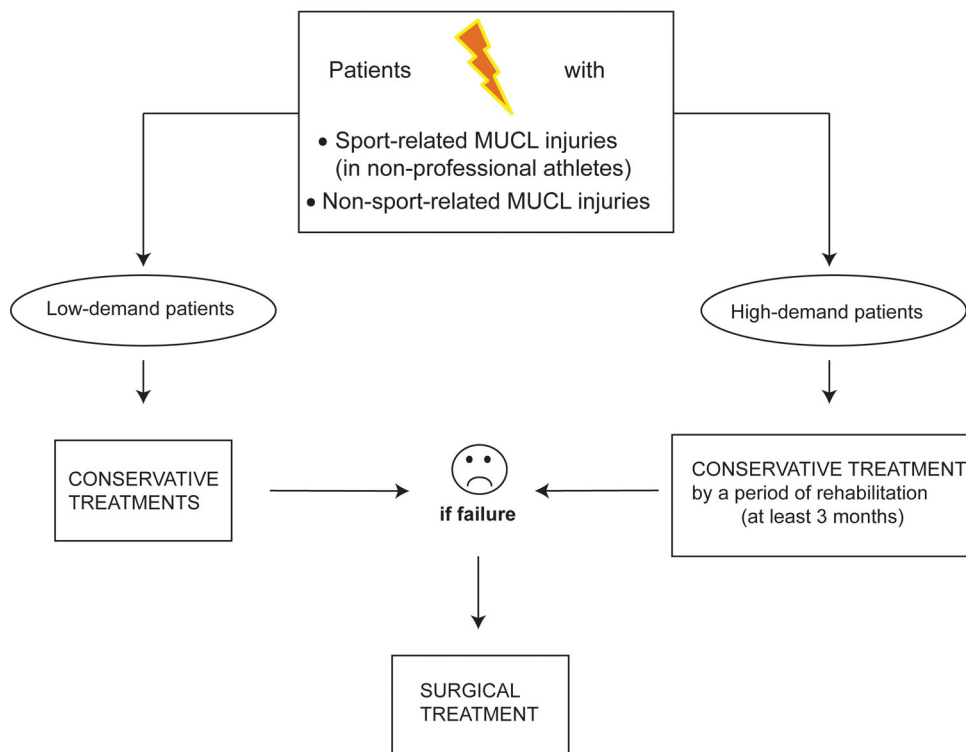 Patients with
• Sport-related MUCL injuries
(in non-professional athletes)
• Non-sport-related MUCL injuries
Low-demand patients
High-demand patients
CONSERVATIVE
TREATMENTS
if failure
CONSERVATIVE TREATMENT
by a period of rehabilitation
(at least 3 months)
SURGICAL
TREATMENT